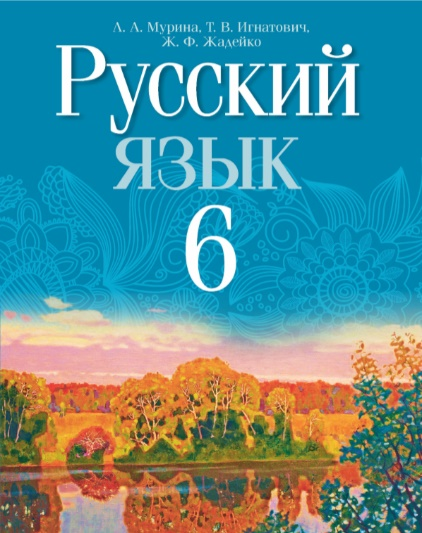 Л. А. Мурина, Т. В. Игнатович,
Ж. Ф. Жадейко
Русский
язык
6